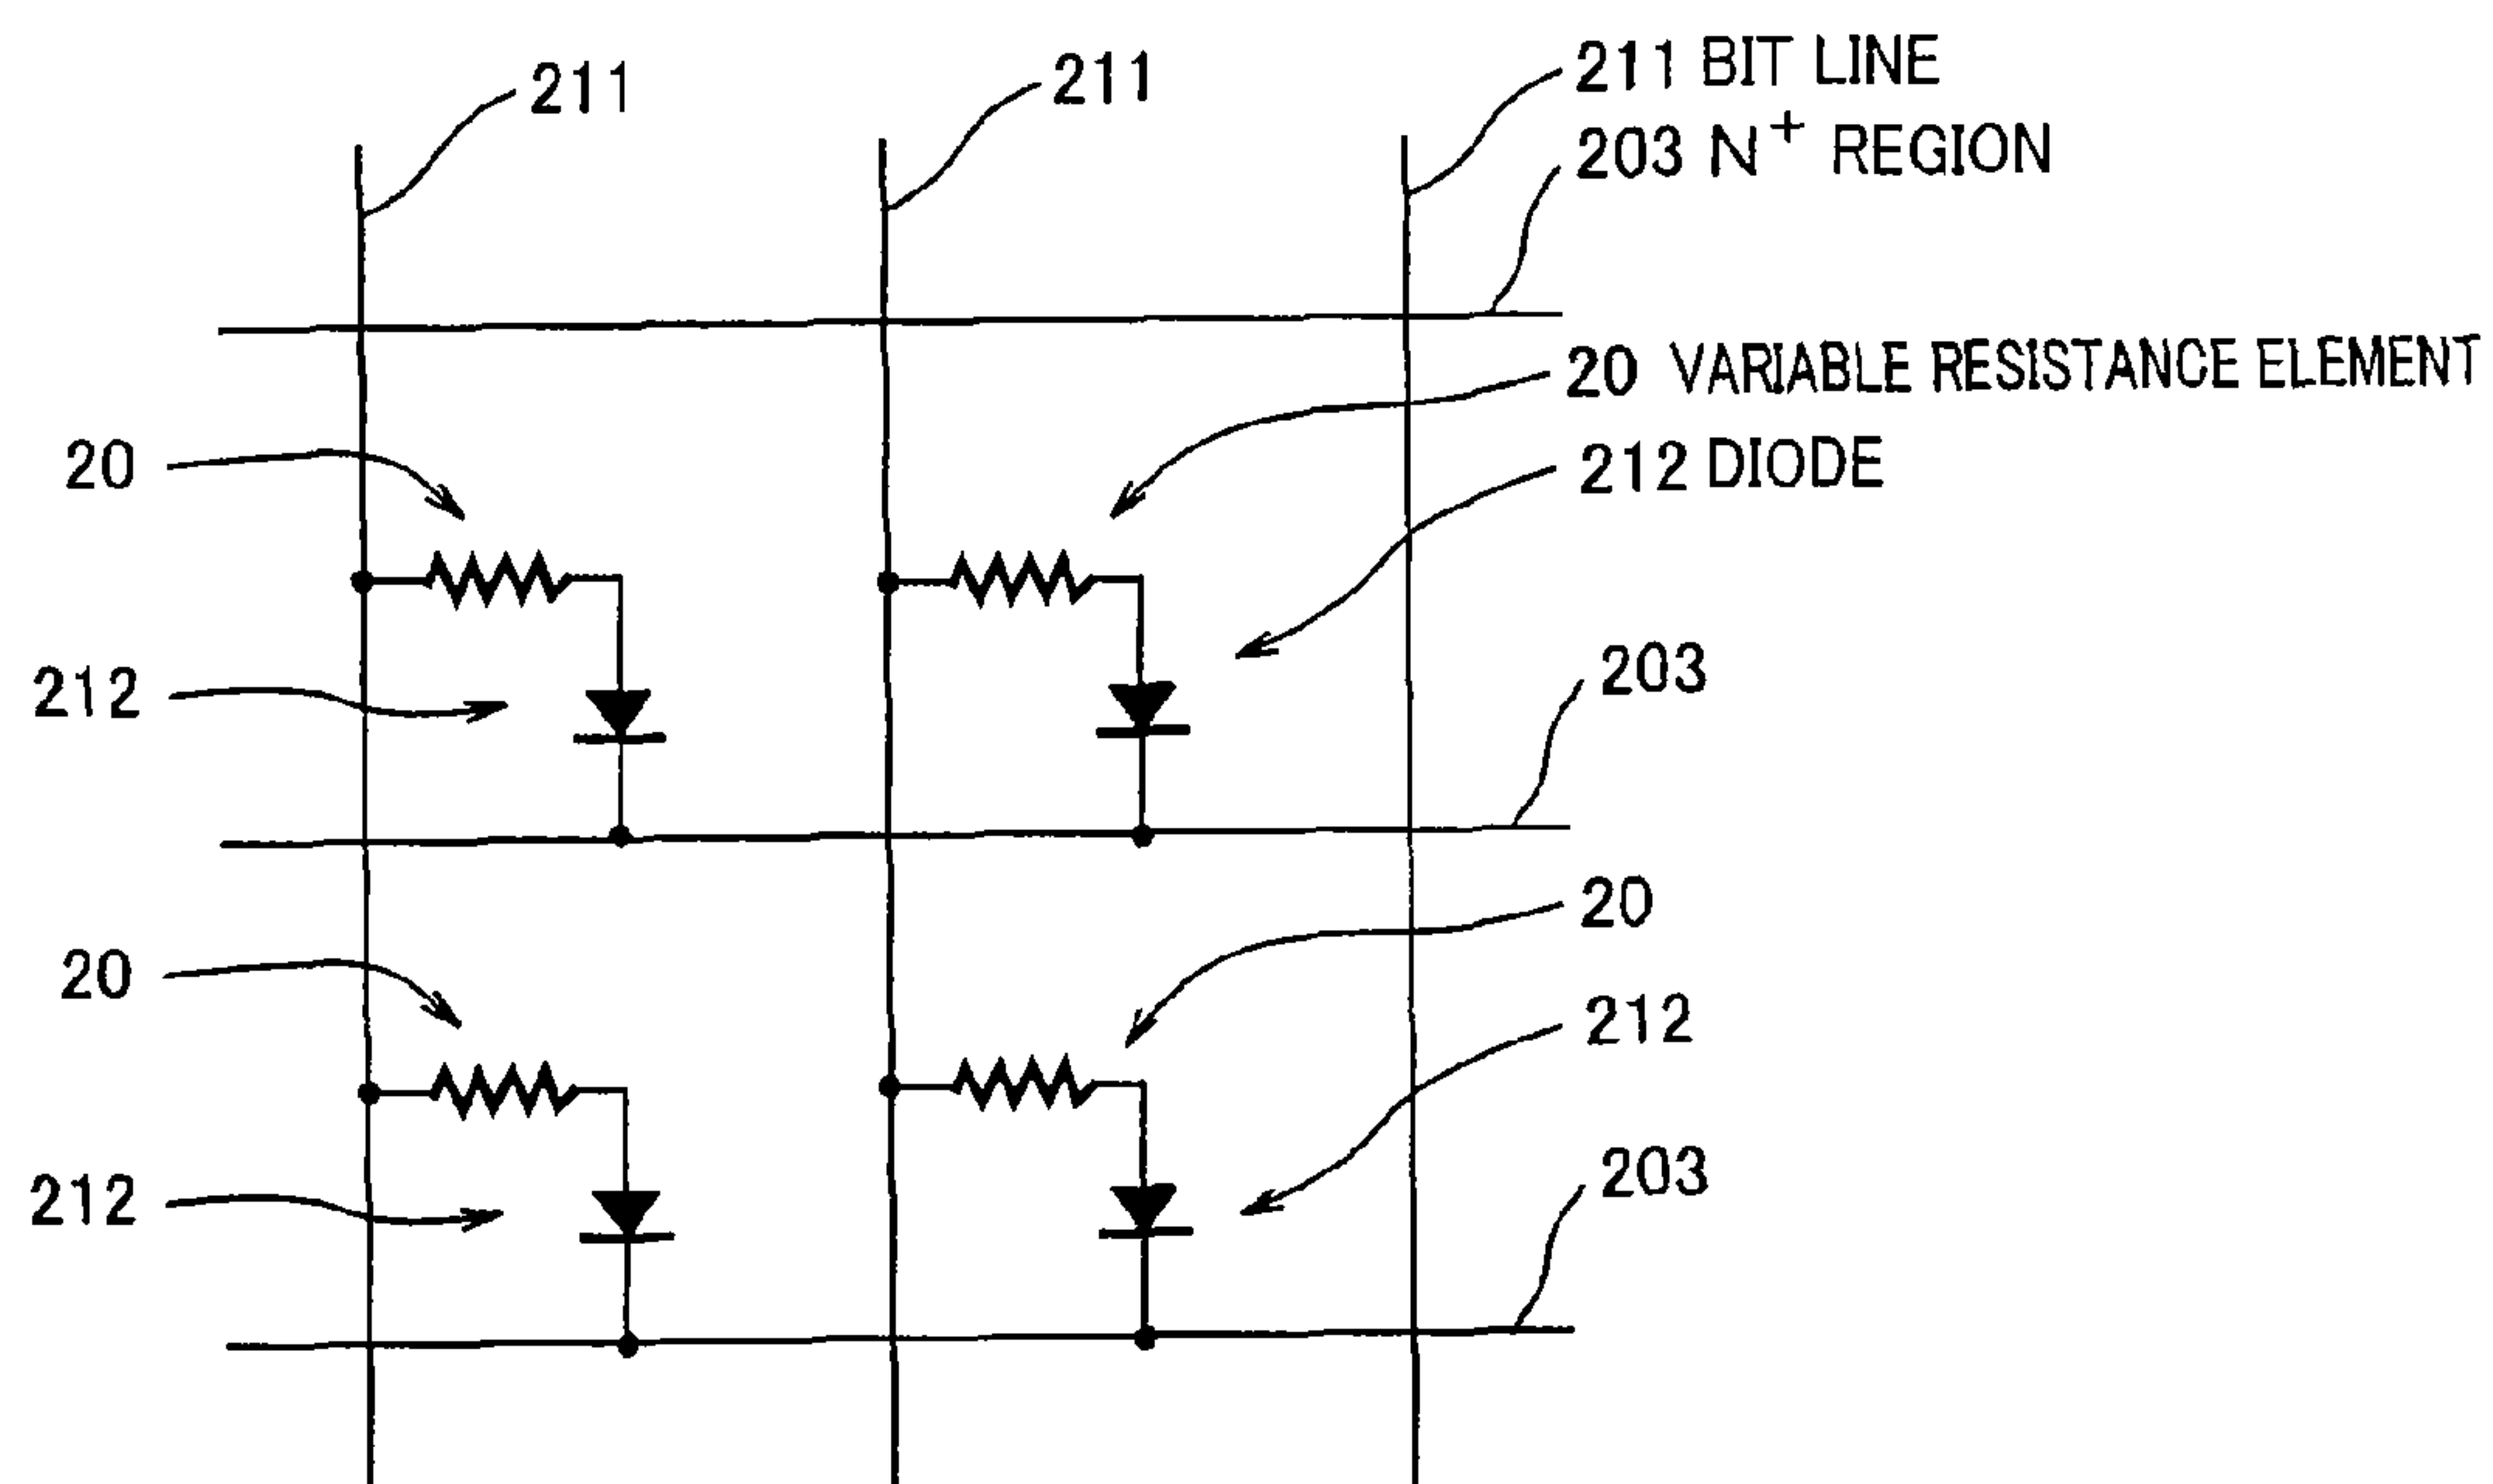 211
211
211 BIT LINE
203 N⁺ REGION
20 VARIABLE RESISTANCE ELEMENT
20
212 DIODE
212
203
20
20
212
212
203